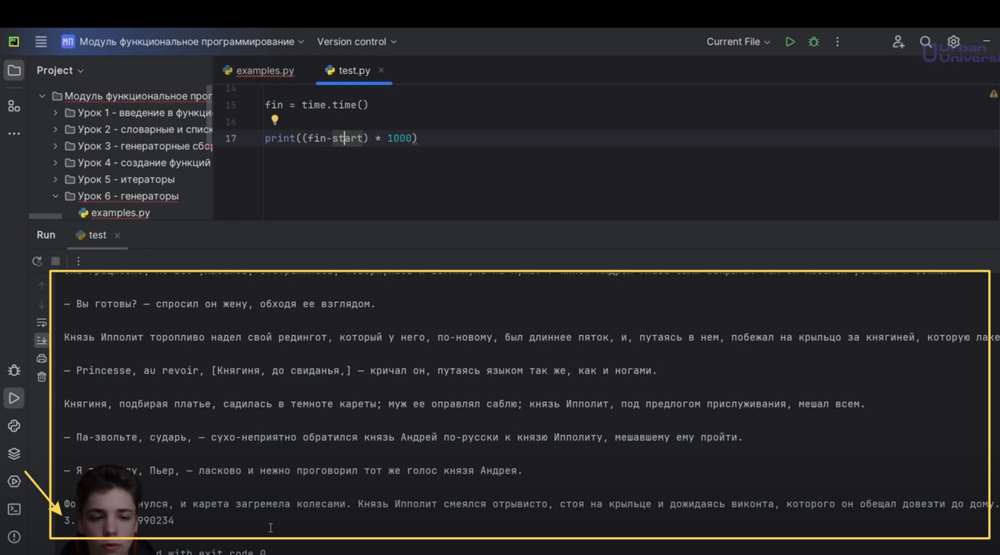 МП Модуль функциональное программирование Version control Current File
Urban
Universi
Project examples.py test.py
14
Модуль функциональное прог
15 fin = time.time()
Урок 1 - введение в функци
16
Урок 2 - словарные и списк
17 print((fin-start) * 1000)
Урок 3 - генераторные сбор
Урок 4 - создание функций
Урок 5 - итераторы
Урок 6 - генераторы
examples.py
Run test
— Вы готовы? — спросил он жену, обходя ее взглядом.
Князь Ипполит торопливо надел свой редингот, который у него, по-новому, был длиннее пяток, и, путаясь в нем, побежал на крыльцо за княгиней, которую лаке
— Princesse, au revoir, [Княгиня, до свиданья,] — кричал он, путаясь языком так же, как и ногами.
Княгиня, подбирая платье, садилась в темноте кареты; муж ее оправлял саблю; князь Ипполит, под предлогом прислуживания, мешал всем.
— Па-звольте, сударь, — сухо-неприятно обратился князь Андрей по-русски к князю Ипполиту, мешавшему ему пройти.
— Я Пьер, — ласково и нежно проговорил тот же голос князя Андрея.
Фо нулся, и карета загремела колесами. Князь Ипполит смеялся отрывисто, стоя на крыльце и дожидаясь виконта, которого он обещал довезти до дому.
3. 990234
d with exit code 0